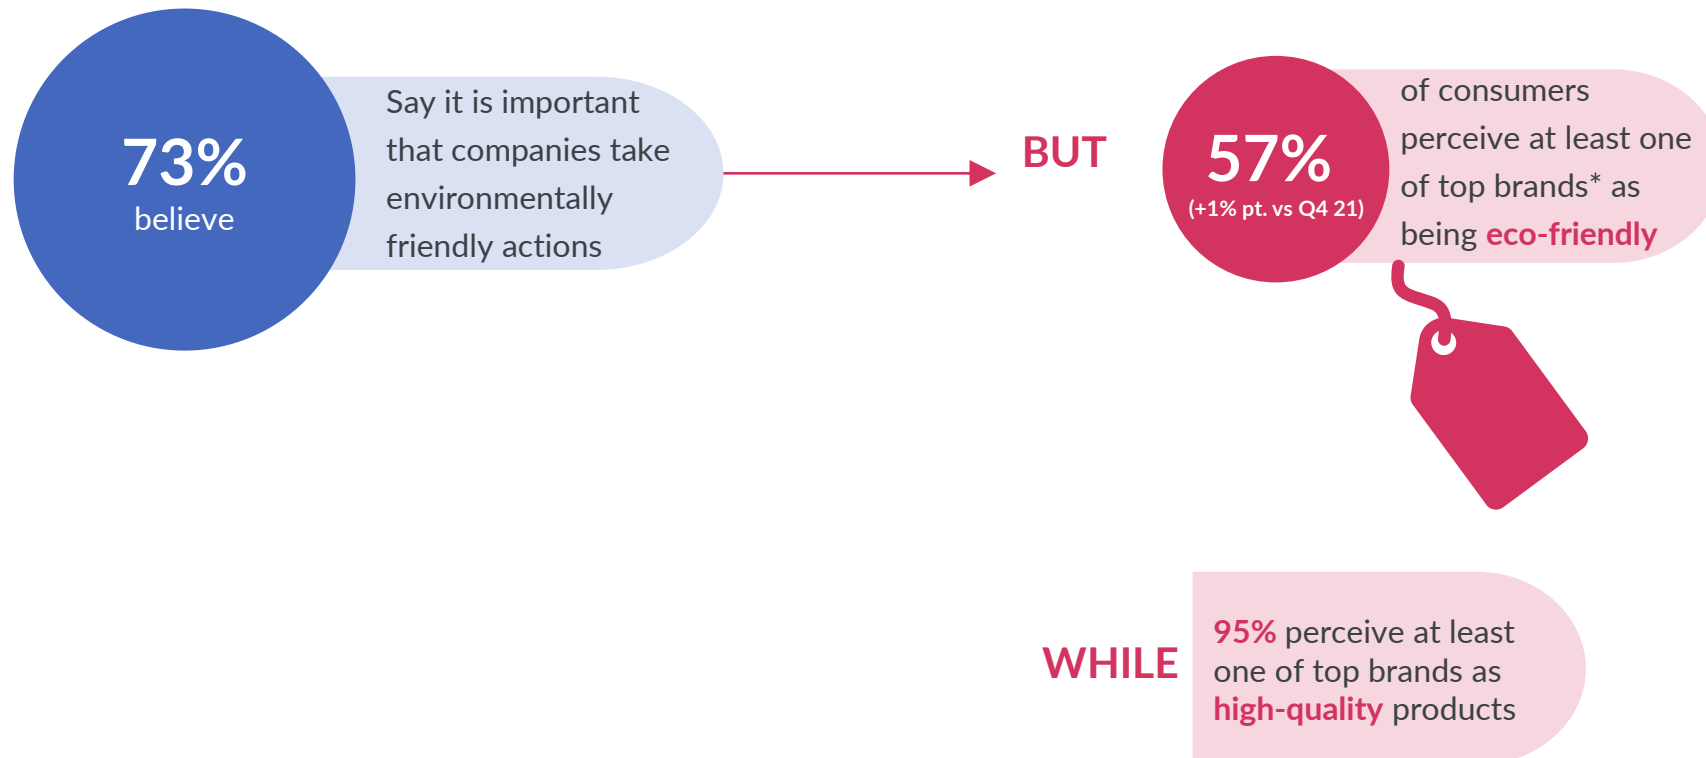 73%
believe
Say it is important
that companies take
environmentally
friendly actions
BUT
57%
(+1% pt. vs Q4 21)
of consumers
perceive at least one
of top brands* as
being eco-friendly
WHILE
95% perceive at least
one of top brands as
high-quality products